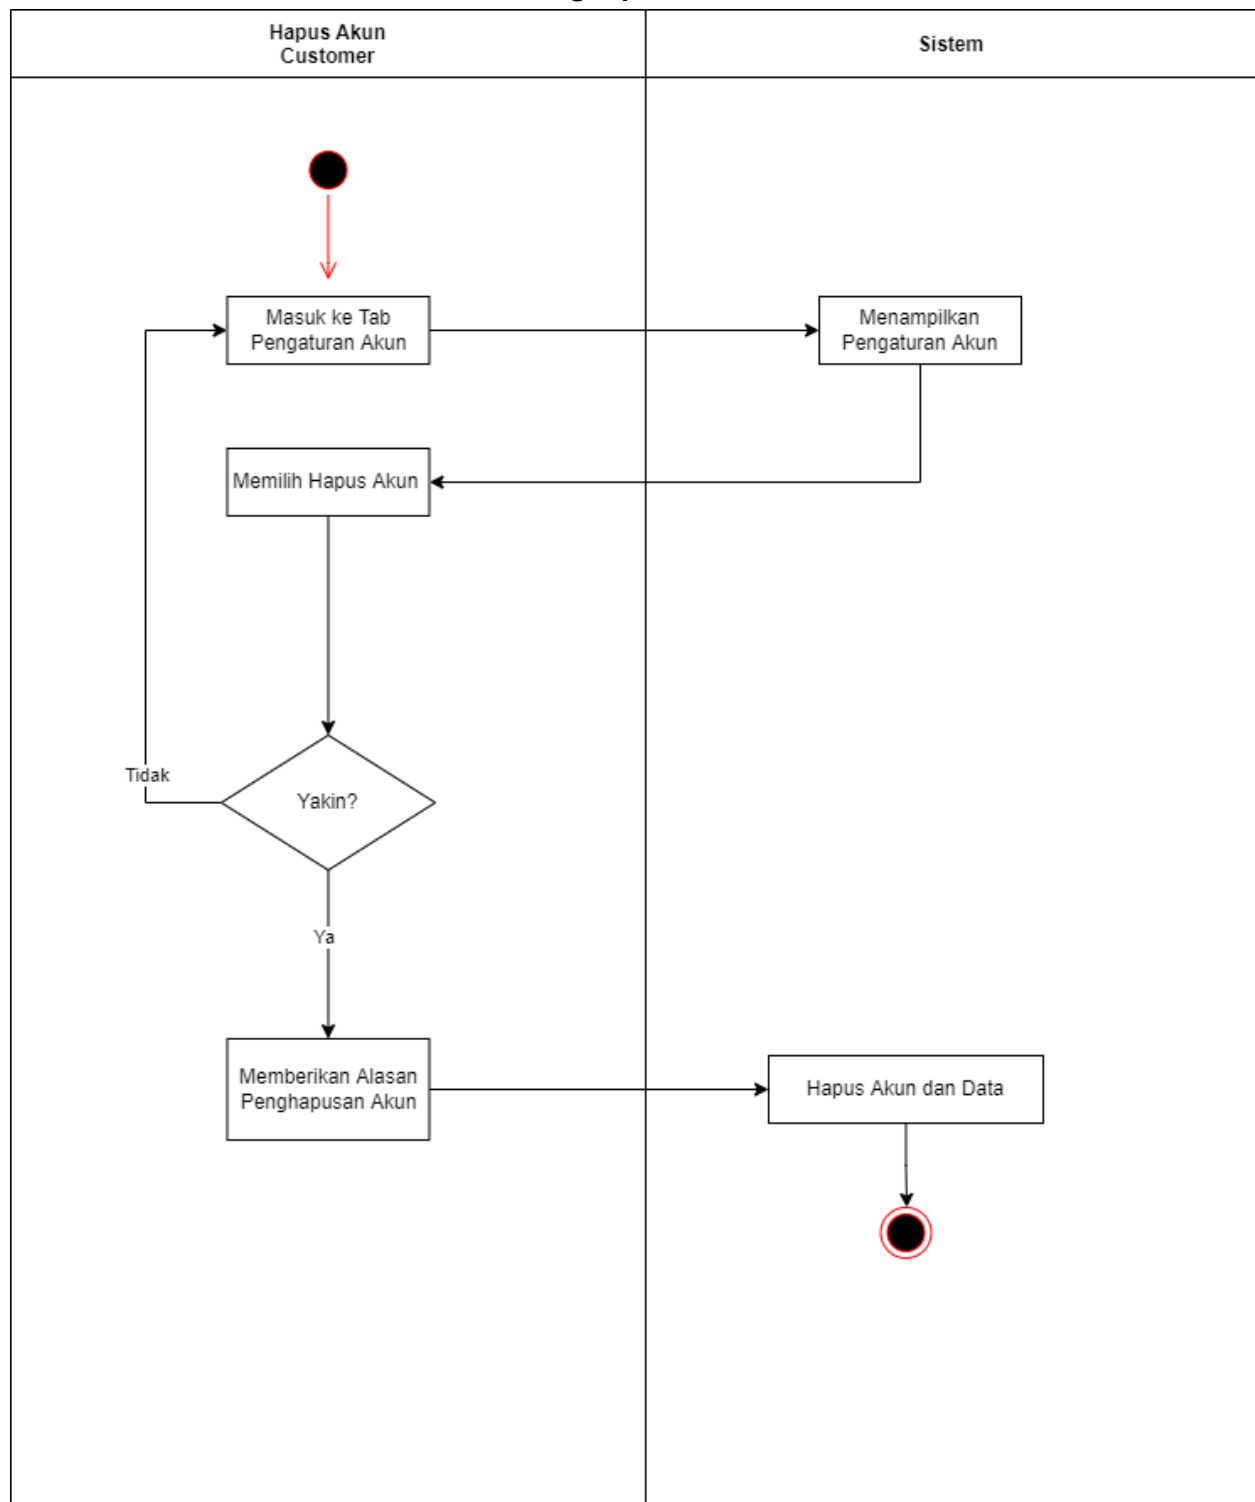 Hapus Akun
Customer
Sistem
Masuk ke Tab
Pengaturan Akun
Menampilkan
Pengaturan Akun
Memilih Hapus Akun
Tidak
Yakin?
Ya
Memberikan Alasan
Penghapusan Akun
Hapus Akun dan Data